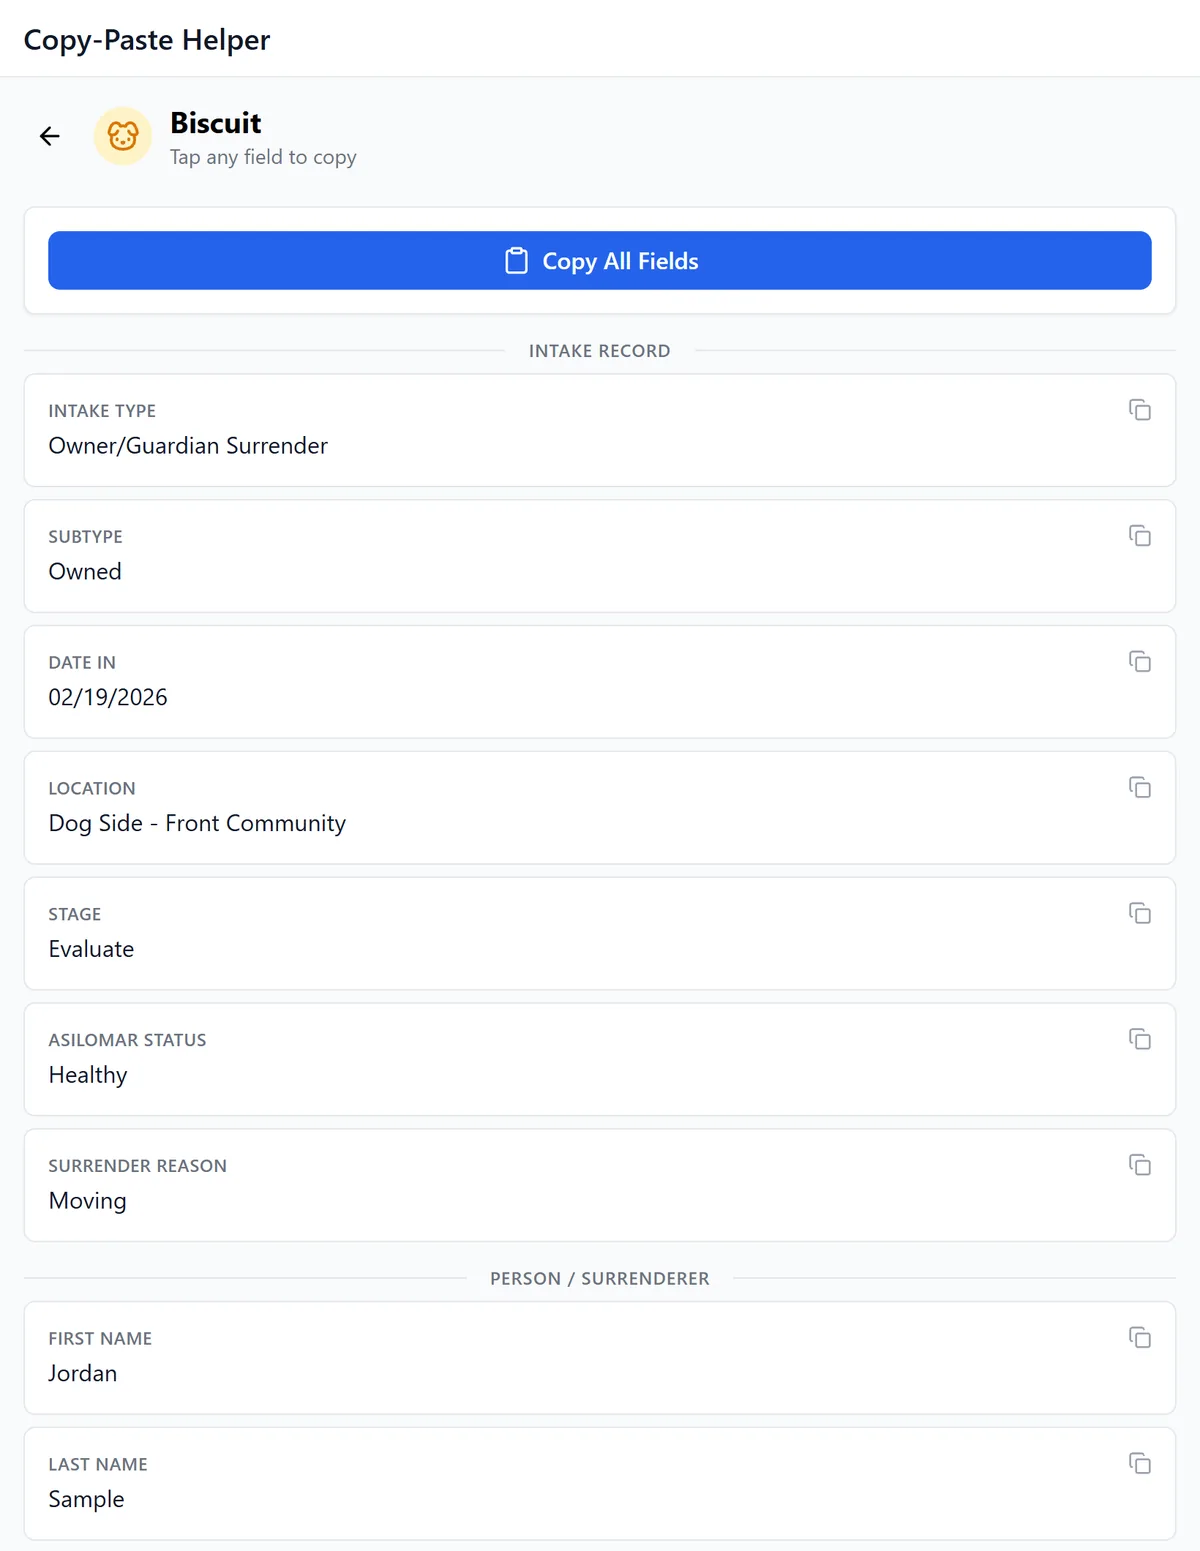 Copy-Paste Helper
Biscuit
Tap any field to copy
Copy All Fields
INTAKE RECORD
INTAKE TYPE
Owner/Guardian Surrender
SUBTYPE
Owned
DATE IN
02/19/2026
LOCATION
Dog Side - Front Community
STAGE
Evaluate
ASILOMAR STATUS
Healthy
SURRENDER REASON
Moving
PERSON / SURRENDERER
FIRST NAME
Jordan
LAST NAME
Sample